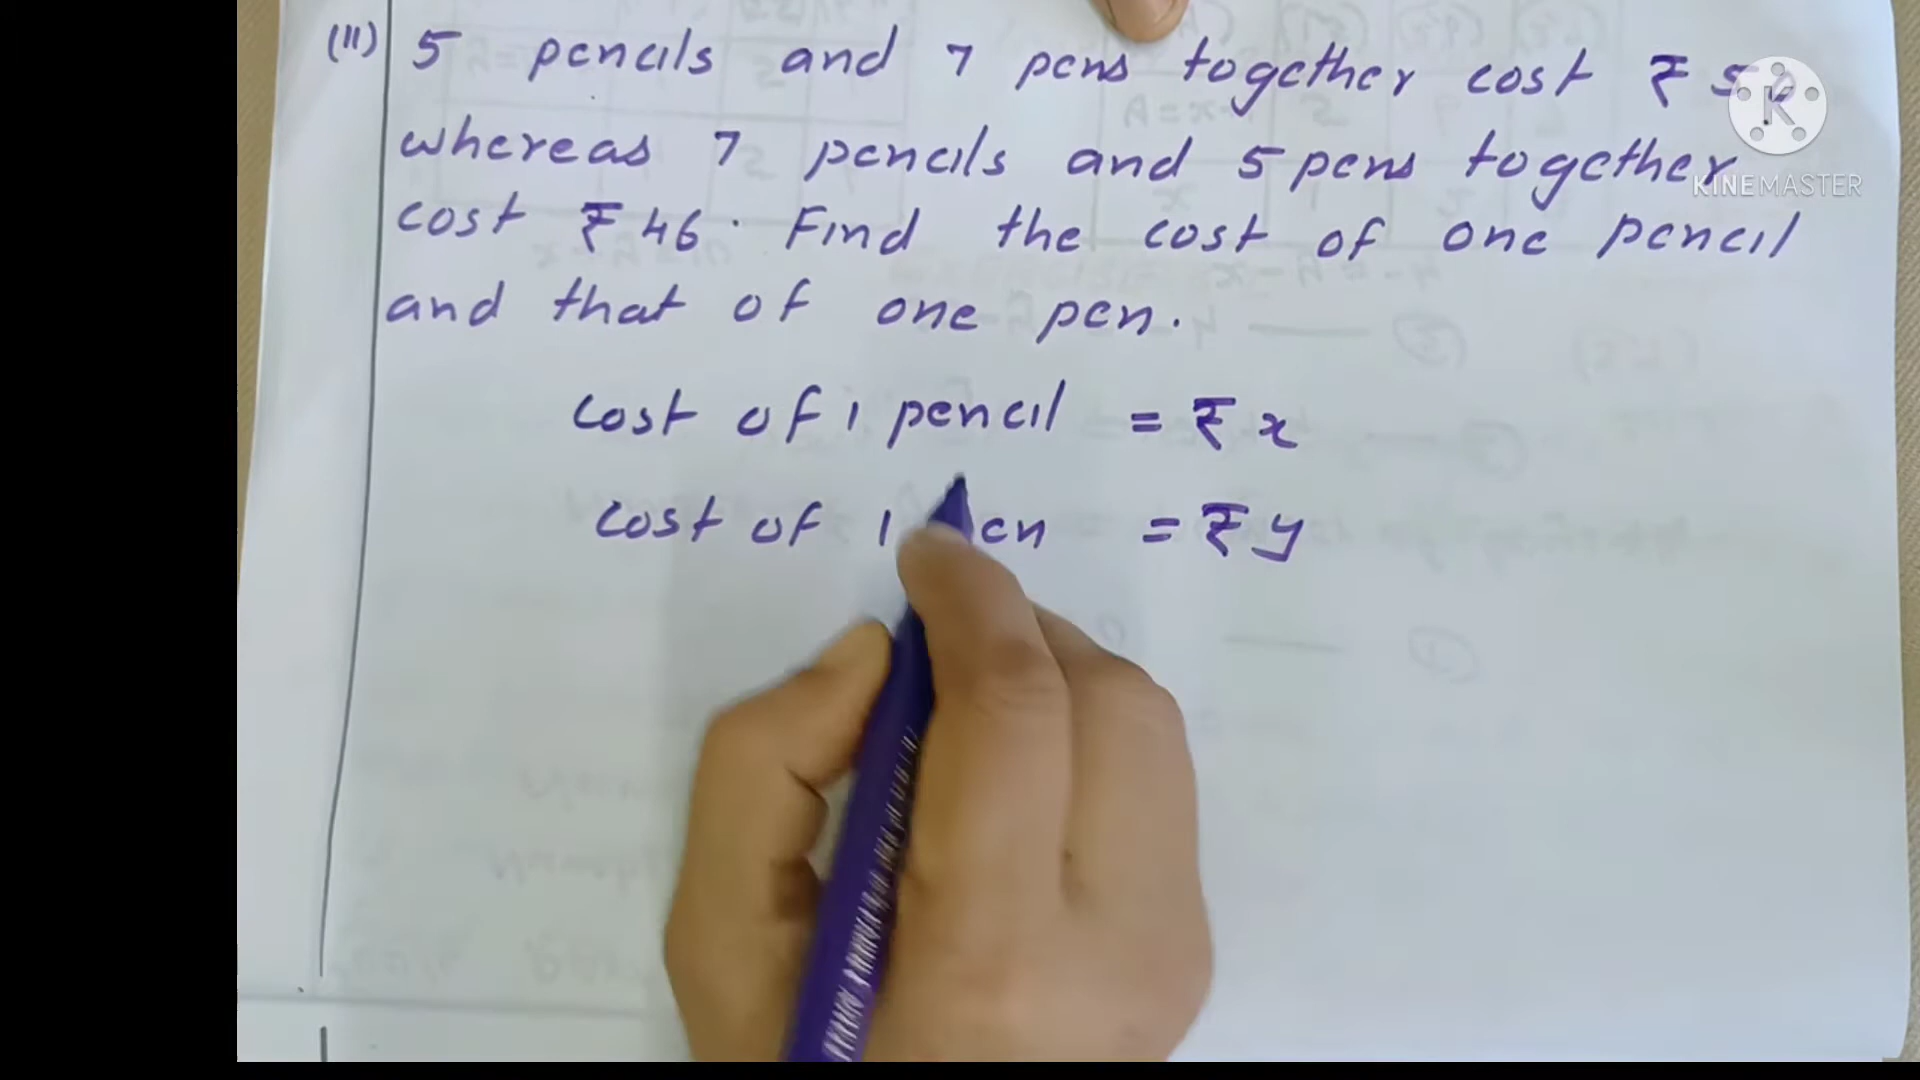 (11) 5 pencils and 7 pens together cost ₹
whereas 7 pencils and 5 pens together
cost ₹ 46. Find the cost of one pencil
and that of one pen.
cost of 1 pencil = ₹ x
cost of 1 = ₹ y
K
KINEMASTER